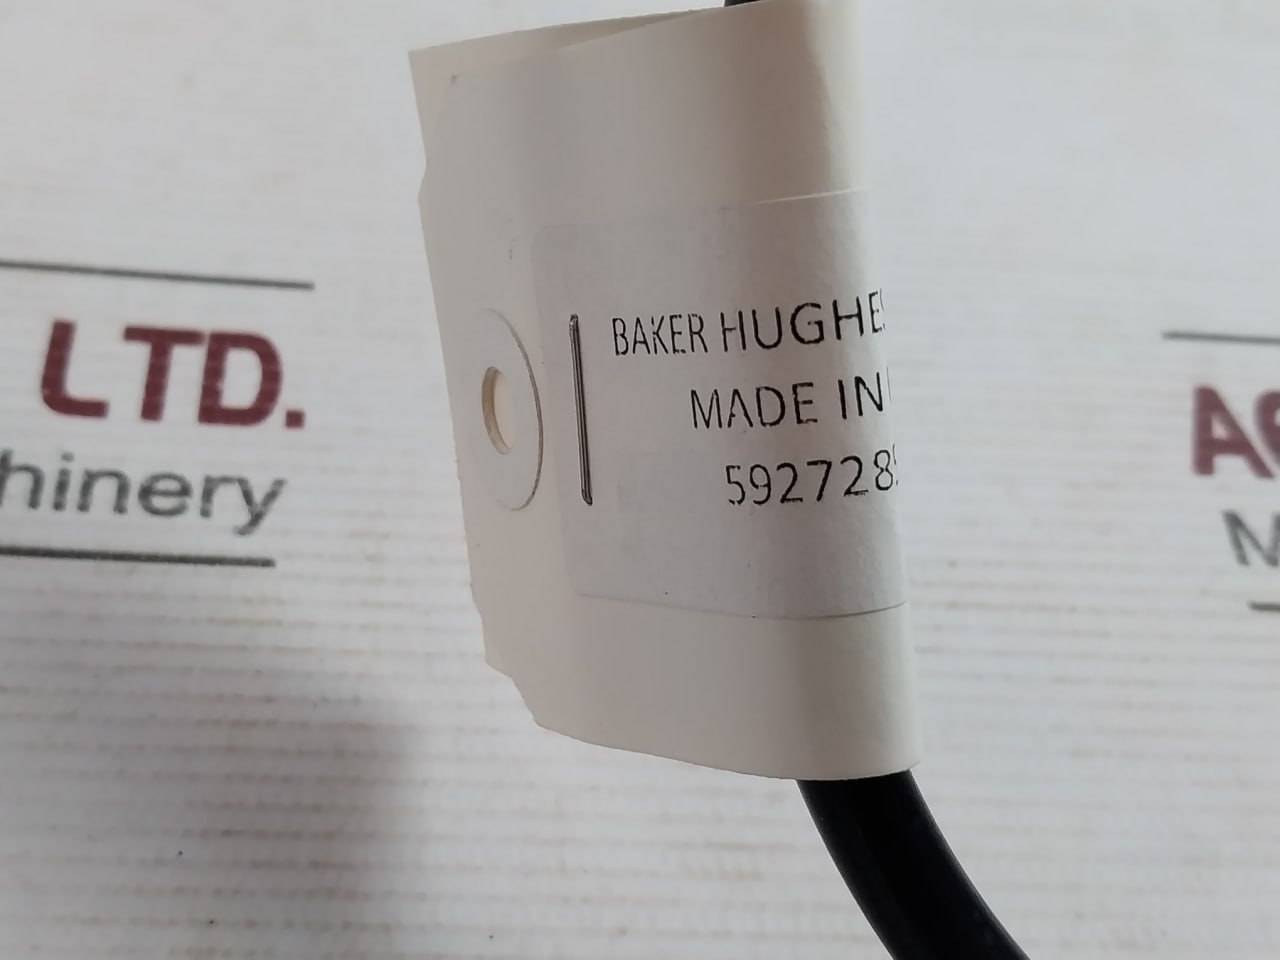 LTD.
hinery
BAKER HUGHES
MADE IN
592728